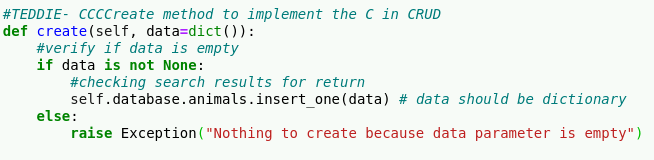 #TEDDIE- CCCCreate method to implement the C in CRUD
def create(self, data=dict()):
    #verify if data is empty
    if data is not None:
        #checking search results for return
        self.database.animals.insert_one(data) # data should be dictionary
    else:
        raise Exception("Nothing to create because data parameter is empty")